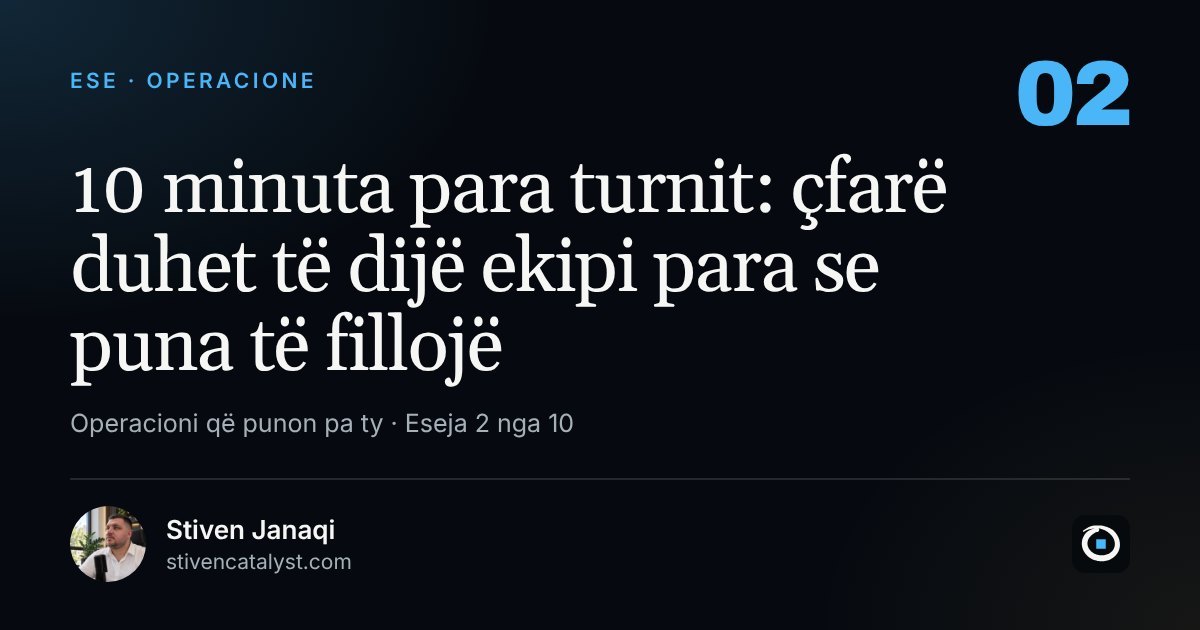 ESE · OPERACIONE
02
10 minuta para turnit: çfarë
duhet të dijë ekipi para se
puna të fillojë
Operacioni që punon pa ty · Eseja 2 nga 10
Stiven Janaqi
stivencatalyst.com